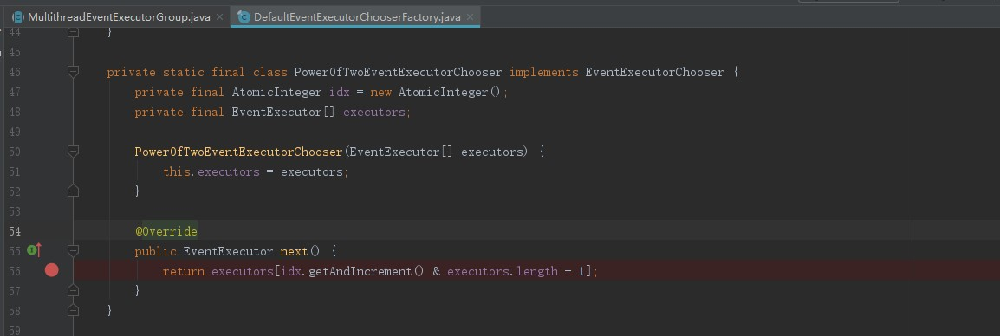 MultithreadEventExecutorGroup.java × DefaultEventExecutorChooserFactory.java ×
44 }
45
46 private static final class PowerOfTwoEventExecutorChooser implements EventExecutorChooser {
47 private final AtomicInteger idx = new AtomicInteger();
48 private final EventExecutor[] executors;
49
50 PowerOfTwoEventExecutorChooser(EventExecutor[] executors) {
51 this.executors = executors;
52 }
53
54 @Override
55 public EventExecutor next() {
56 return executors[idx.getAndIncrement() & executors.length - 1];
57 }
58 }
59